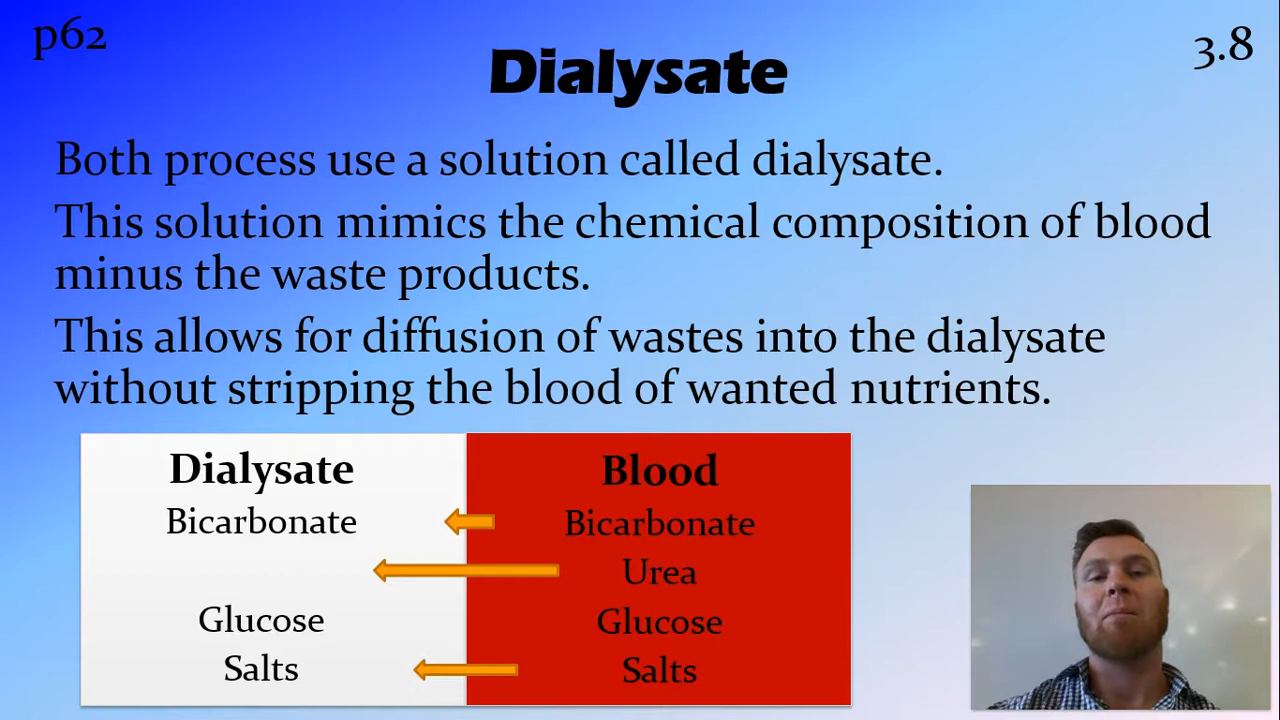 p62
3.8
Dialysate
Both process use a solution called dialysate.
This solution mimics the chemical composition of blood
minus the waste products.
This allows for diffusion of wastes into the dialysate
without stripping the blood of wanted nutrients.
Dialysate Blood
Bicarbonate Bicarbonate
Urea
Glucose Glucose
Salts Salts